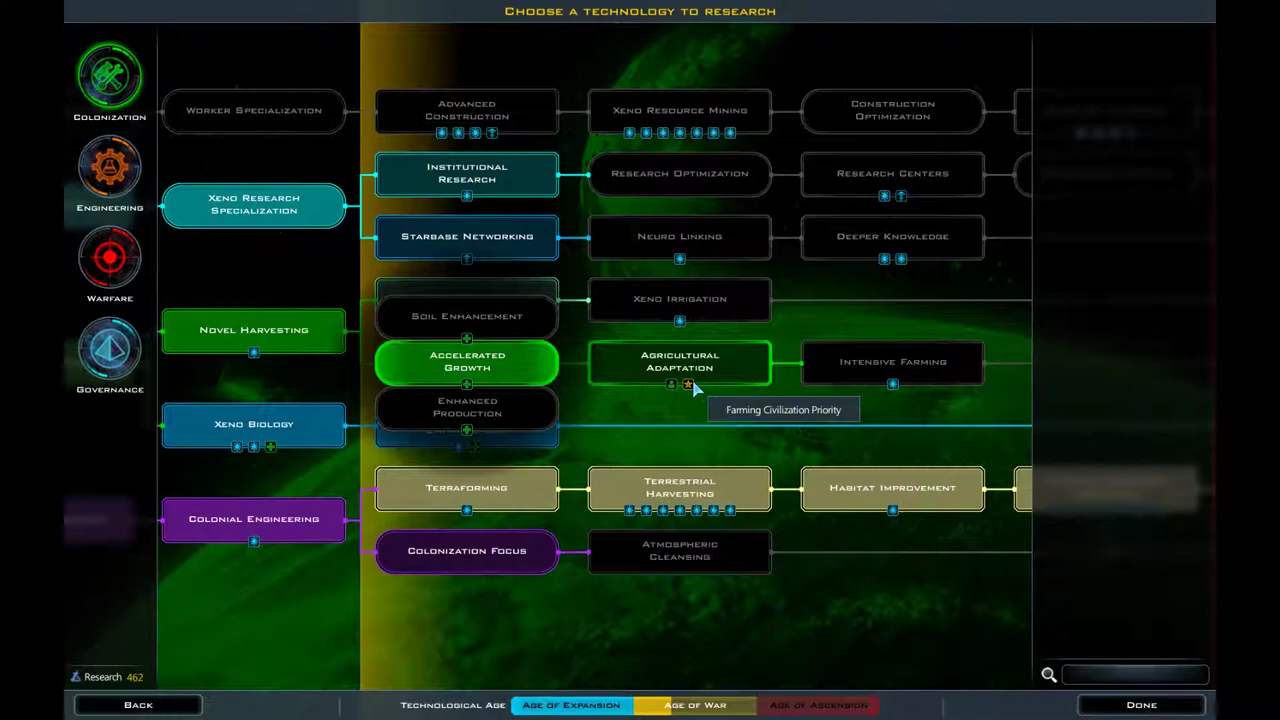 Choose a technology to research
Colonization
Engineering
Warfare
Governance
Worker Specialization
Advanced
Construction
Xeno Resource Mining
Construction
Optimization
Xeno Research
Specialization
Institutional
Research
Research Optimization
Research Centers
Starbase Networking
Neuro Linking
Deeper Knowledge
Novel Harvesting
Soil Enhancement
Xeno Irrigation
Accelerated
Growth
Agricultural
Adaptation
Intensive Farming
Farming Civilization Priority
Enhanced
Production
Xeno Biology
Colonial Engineering
Terraforming
Terrestrial
Harvesting
Habitat Improvement
Colonization Focus
Atmospheric
Cleansing
Research 462
Back
Technological Age
Age of Expansion
Age of War
Age of Ascension
Done